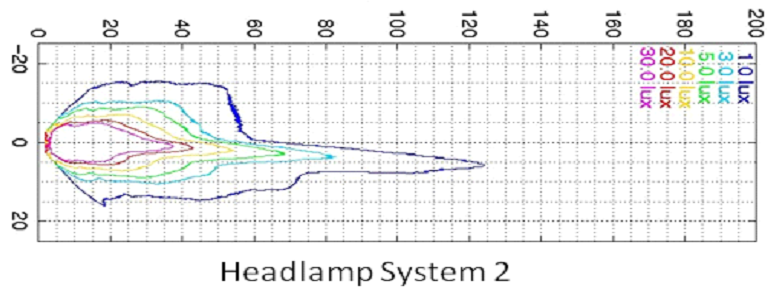 0 20 40 60 80 100 120 140 160 180 200
-20
0
20
1.0 lux
3.0 lux
5.0 lux
10.0 lux
20.0 lux
30.0 lux
Headlamp System 2